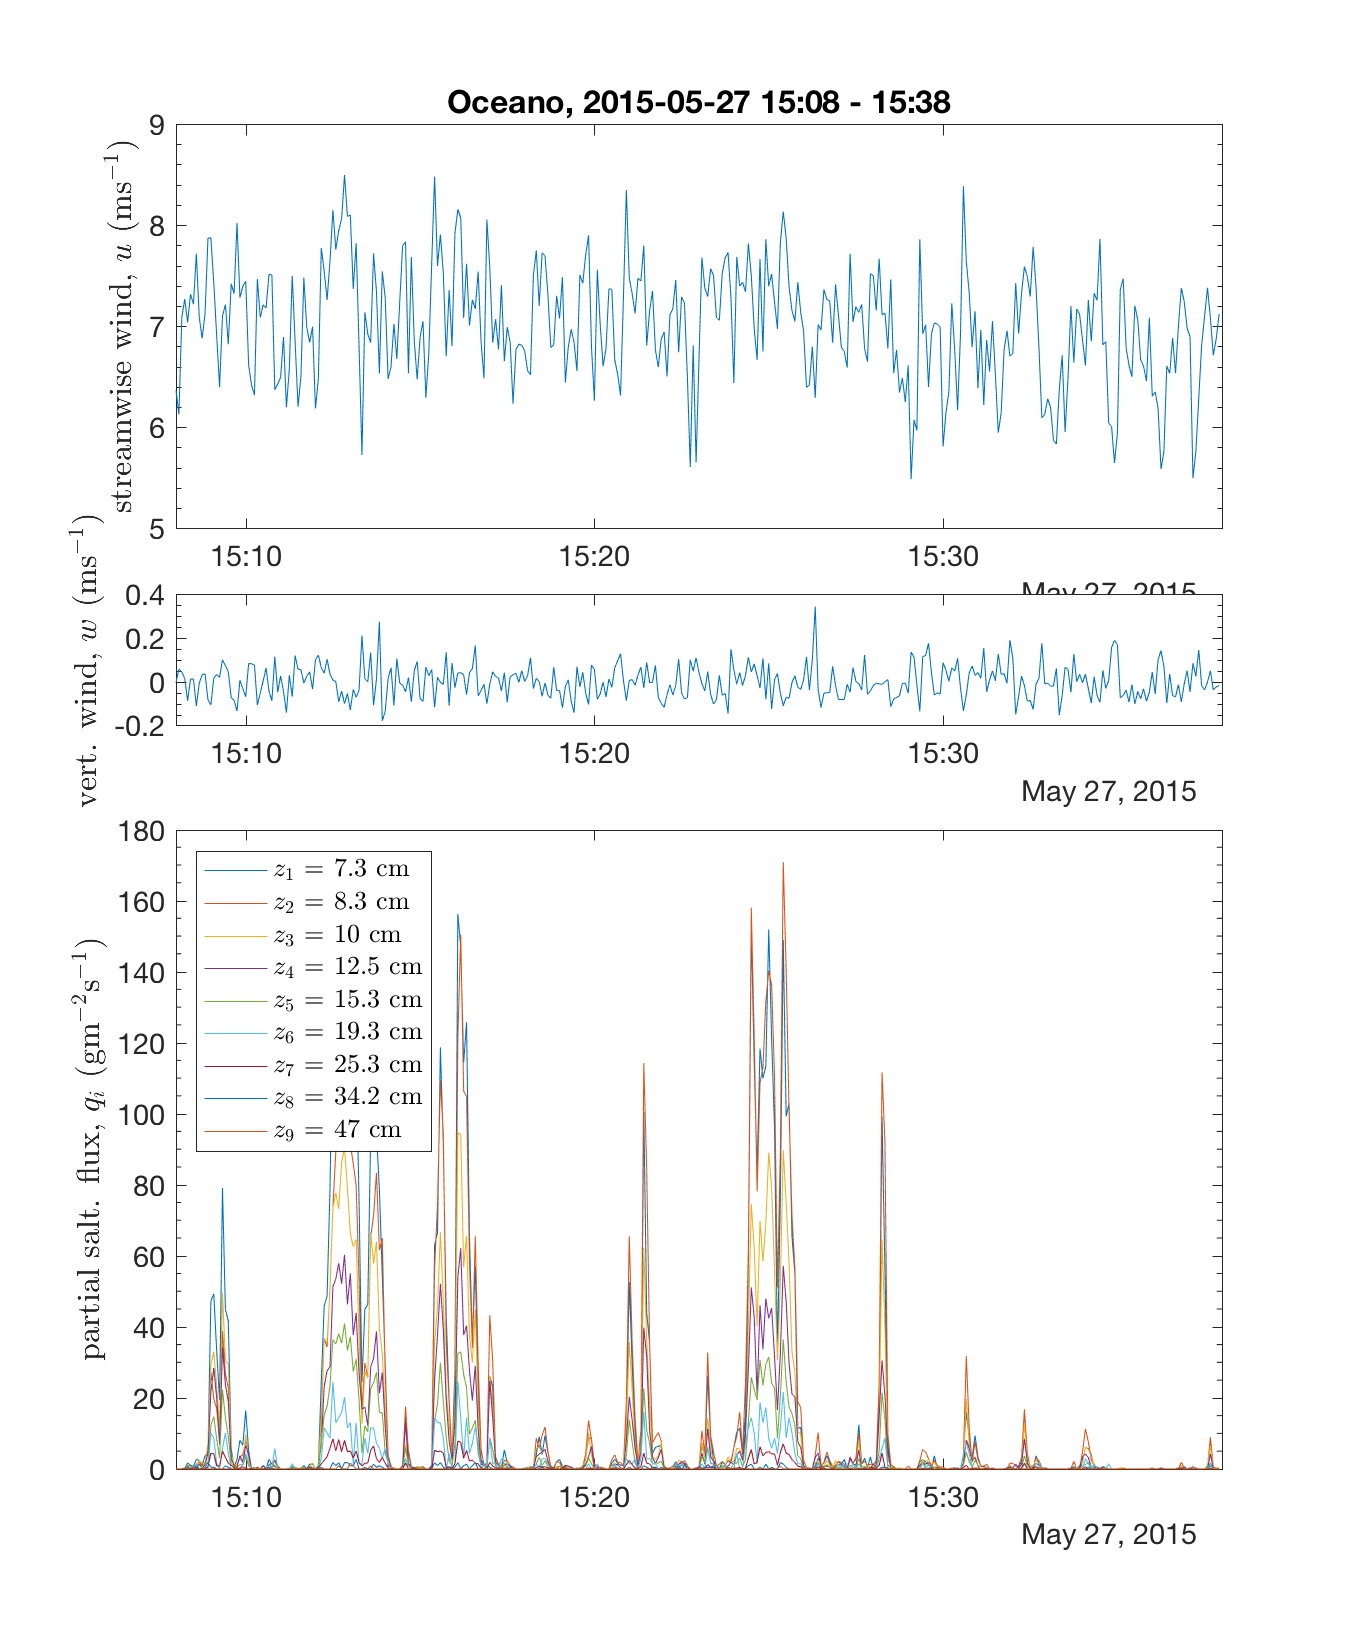 Oceano, 2015-05-27 15:08 - 15:38
streamwise wind, u (ms⁻¹)
9
8
7
6
5
15:10 15:20 15:30
May 27, 2015
vert. wind, w (ms⁻¹)
0.4
0.2
0
-0.2
15:10 15:20 15:30
May 27, 2015
partial salt. flux, qᵢ (gm⁻²s⁻¹)
180
160
140
120
100
80
60
40
20
0
z₁ = 7.3 cm
z₂ = 8.3 cm
z₃ = 10 cm
z₄ = 12.5 cm
z₅ = 15.3 cm
z₆ = 19.3 cm
z₇ = 25.3 cm
z₈ = 34.2 cm
z₉ = 47 cm
15:10 15:20 15:30
May 27, 2015